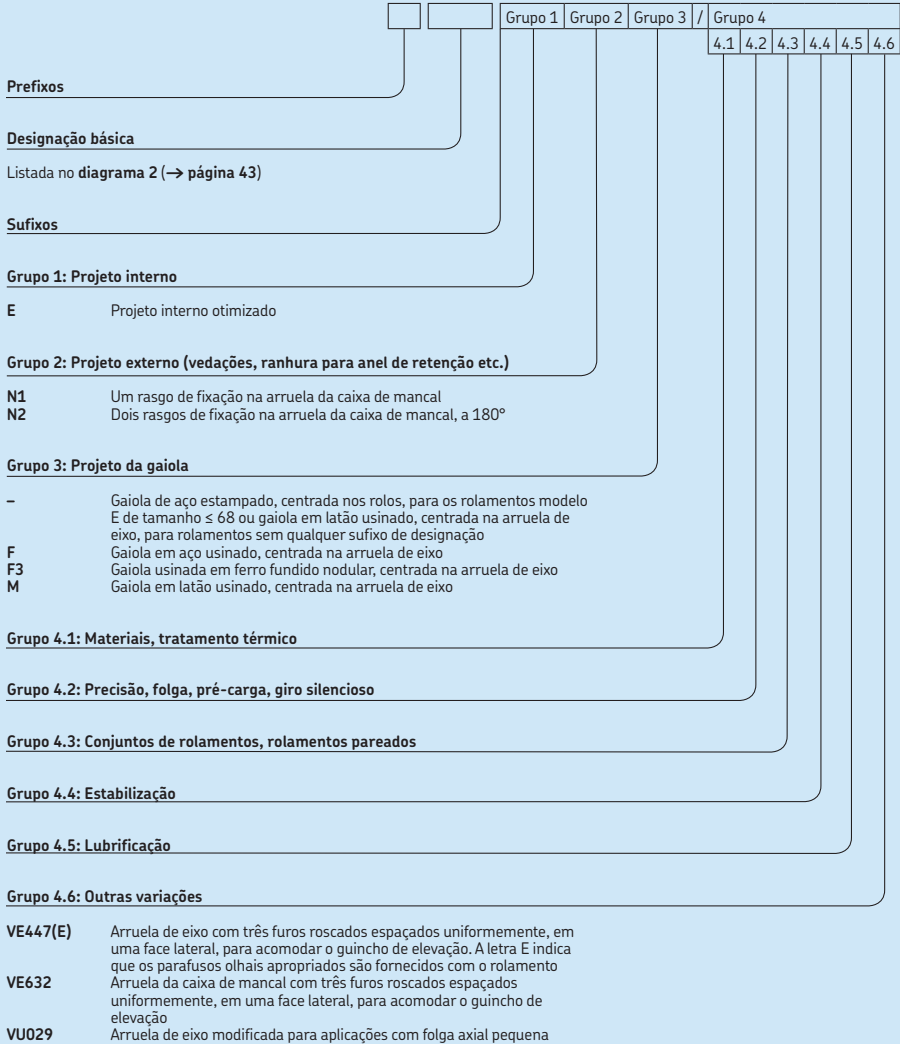 Grupo 1 Grupo 2 Grupo 3 / Grupo 4
4.1 4.2 4.3 4.4 4.5 4.6
Prefixos
Designação básica
Listada no diagrama 2 (→ página 43)
Sufixos
Grupo 1: Projeto interno
E Projeto interno otimizado
Grupo 2: Projeto externo (vedações, ranhura para anel de retenção etc.)
N1 Um rasgo de fixação na arruela da caixa de mancal
N2 Dois rasgos de fixação na arruela da caixa de mancal, a 180°
Grupo 3: Projeto da gaiola
– Gaiola de aço estampado, centrada nos rolos, para os rolamentos modelo
E de tamanho ≤ 68 ou gaiola em latão usinado, centrada na arruela de
eixo, para rolamentos sem qualquer sufixo de designação
F Gaiola em aço usinado, centrada na arruela de eixo
F3 Gaiola usinada em ferro fundido nodular, centrada na arruela de eixo
M Gaiola em latão usinado, centrada na arruela de eixo
Grupo 4.1: Materiais, tratamento térmico
Grupo 4.2: Precisão, folga, pré-carga, giro silencioso
Grupo 4.3: Conjuntos de rolamentos, rolamentos pareados
Grupo 4.4: Estabilização
Grupo 4.5: Lubrificação
Grupo 4.6: Outras variações
VE447(E) Arruela de eixo com três furos roscados espaçados uniformemente, em
uma face lateral, para acomodar o guincho de elevação. A letra E indica
que os parafusos olhais apropriados são fornecidos com o rolamento
VE632 Arruela da caixa de mancal com três furos roscados espaçados
uniformemente, em uma face lateral, para acomodar o guincho de
elevação
VU029 Arruela de eixo modificada para aplicações com folga axial pequena